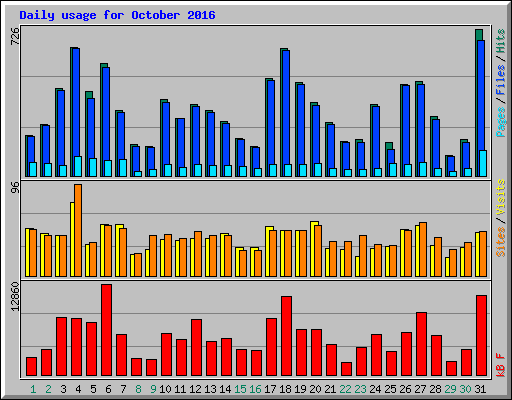 Daily usage for October 2016
726
Pages / Files / Hits
96
Sites / Visits
12860
kB F
1 2 3 4 5 6 7 8 9 10 11 12 13 14 15 16 17 18 19 20 21 22 23 24 25 26 27 28 29 30 31